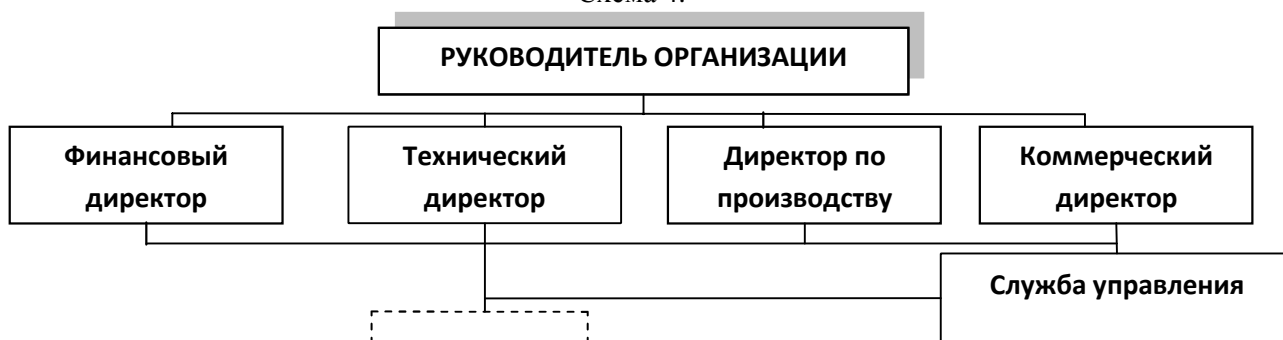 РУКОВОДИТЕЛЬ ОРГАНИЗАЦИИ
Финансовый
директор
Технический
директор
Директор по
производству
Коммерческий
директор
Служба управления